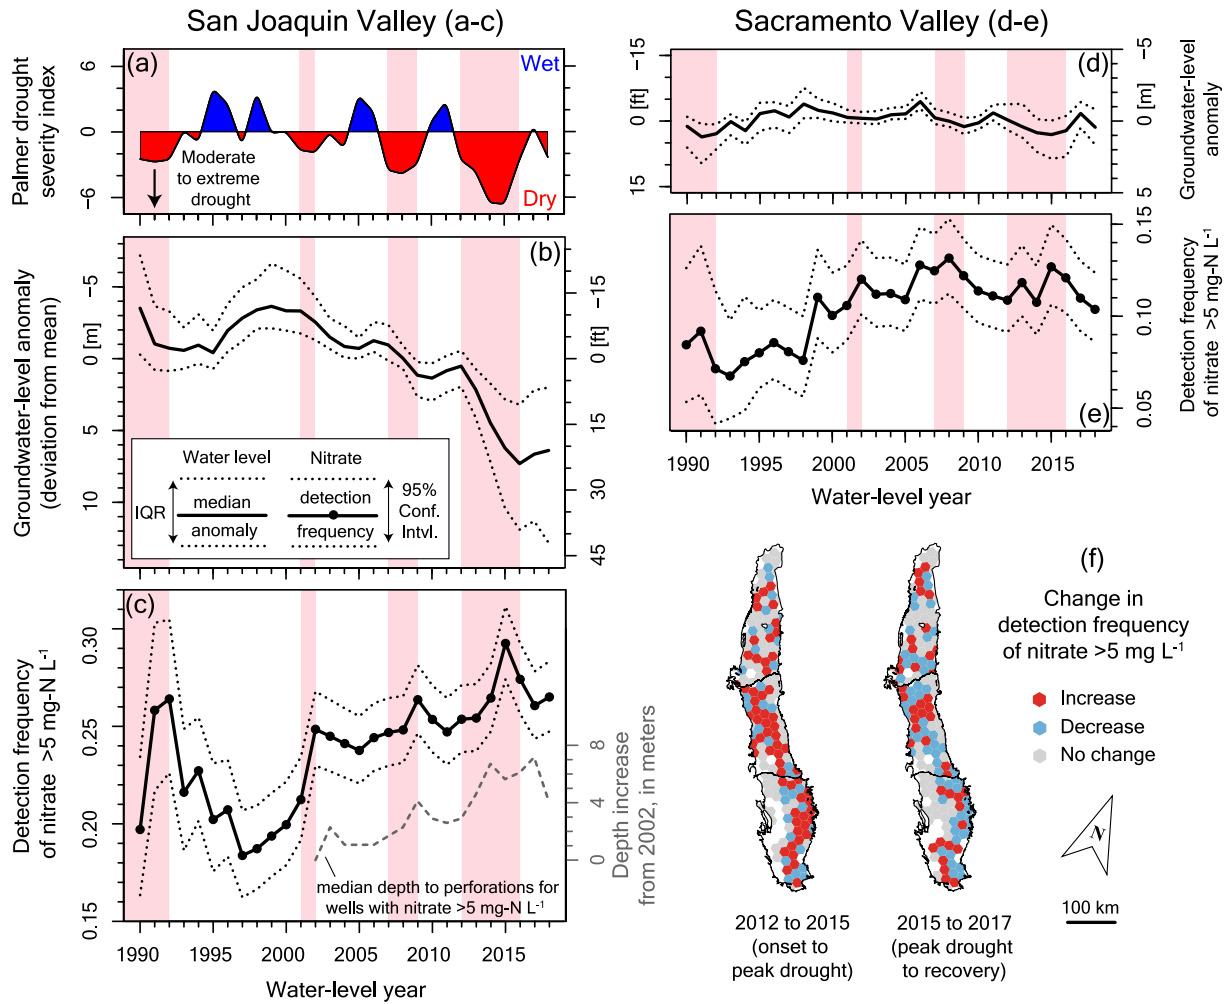 San Joaquin Valley (a-c)
Sacramento Valley (d-e)
(a)
Wet
Dry
Moderate
to extreme
drought
Palmer drought
severity index
6
0
−6
(b)
Groundwater-level anomaly
(deviation from mean)
−5
0 [m]
5
10
−15
0 [ft]
15
30
45
Water level
Nitrate
IQR
median
anomaly
detection
frequency
95%
Conf.
Intvl.
(c)
Detection frequency
of nitrate >5 mg-N L-1
0.30
0.25
0.20
0.15
8
4
0
Depth increase
from 2002, in meters
median depth to perforations for
wells with nitrate >5 mg-N L-1
1990
1995
2000
2005
2010
2015
Water-level year
(d)
−15
0 [ft]
15
−5
0 [m]
5
Groundwater-level
anomaly
(e)
0.15
0.10
0.05
Detection frequency
of nitrate >5 mg-N L-1
1990
1995
2000
2005
2010
2015
Water-level year
(f)
Change in
detection frequency
of nitrate >5 mg L-1
Increase
Decrease
No change
N
100 km
2012 to 2015
(onset to
peak drought)
2015 to 2017
(peak drought
to recovery)